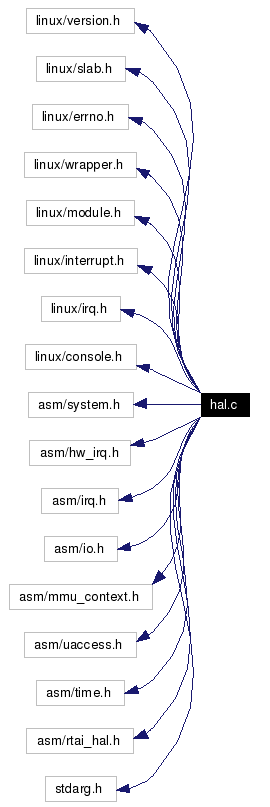 linux/version.h
linux/slab.h
linux/errno.h
linux/wrapper.h
linux/module.h
linux/interrupt.h
linux/irq.h
linux/console.h
asm/system.h
hal.c
asm/hw_irq.h
asm/irq.h
asm/io.h
asm/mmu_context.h
asm/uaccess.h
asm/time.h
asm/rtai_hal.h
stdarg.h